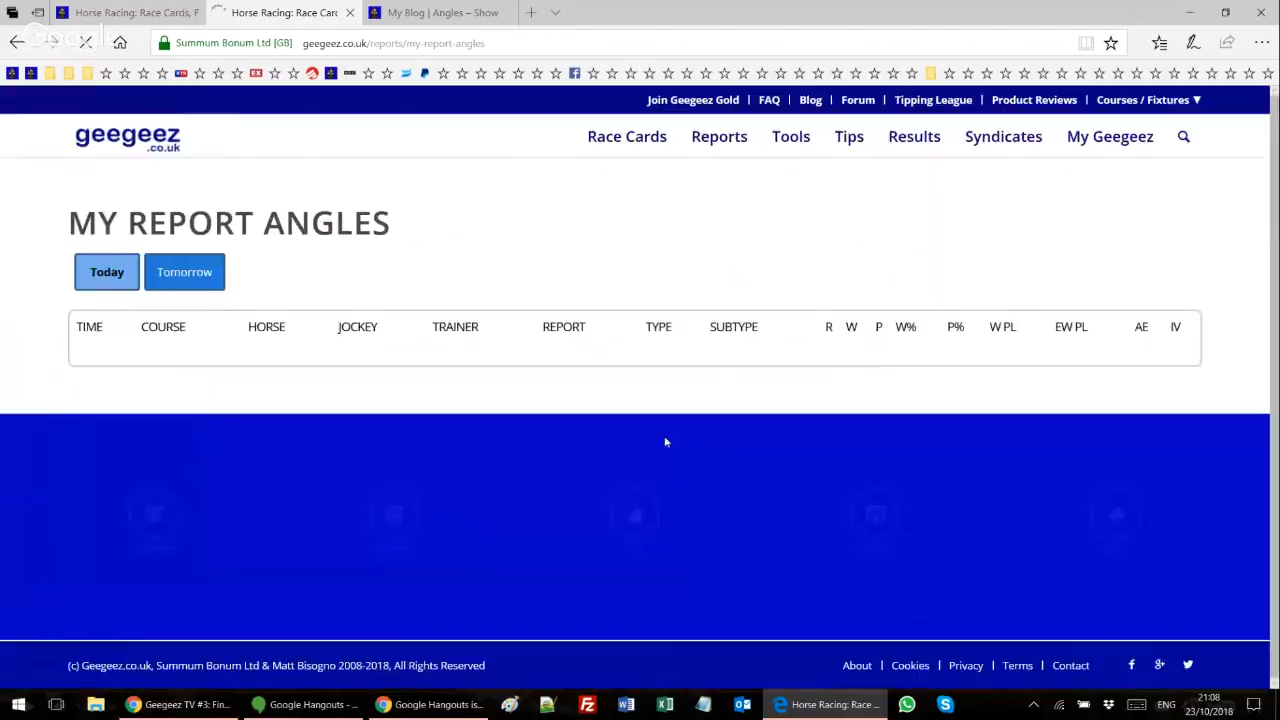 Horse Racing: Race Cards, F
Horse Racing: Race Car
My Blog | Angles – Show
Google
Summum Bonum Ltd [GB]
geegeez.co.uk/reports/my-report-angles
Join Geegeez Gold | FAQ | Blog | Forum | Tipping League | Product Reviews | Courses / Fixtures ▼
geegeez
.co.uk
Race Cards Reports Tools Tips Results Syndicates My Geegeez
MY REPORT ANGLES
Today Tomorrow
TIME COURSE HORSE JOCKEY TRAINER REPORT TYPE SUBTYPE R W P W% P% W PL EW PL AE IV
(c) Geegeez.co.uk, Summum Bonum Ltd & Matt Bisogno 2008-2018, All Rights Reserved
About | Cookies | Privacy | Terms | Contact
Geegeez TV #3: Fin...
Google Hangouts - ...
Google Hangouts is...
Horse Racing: Race ...
ENG
21:08
23/10/2018